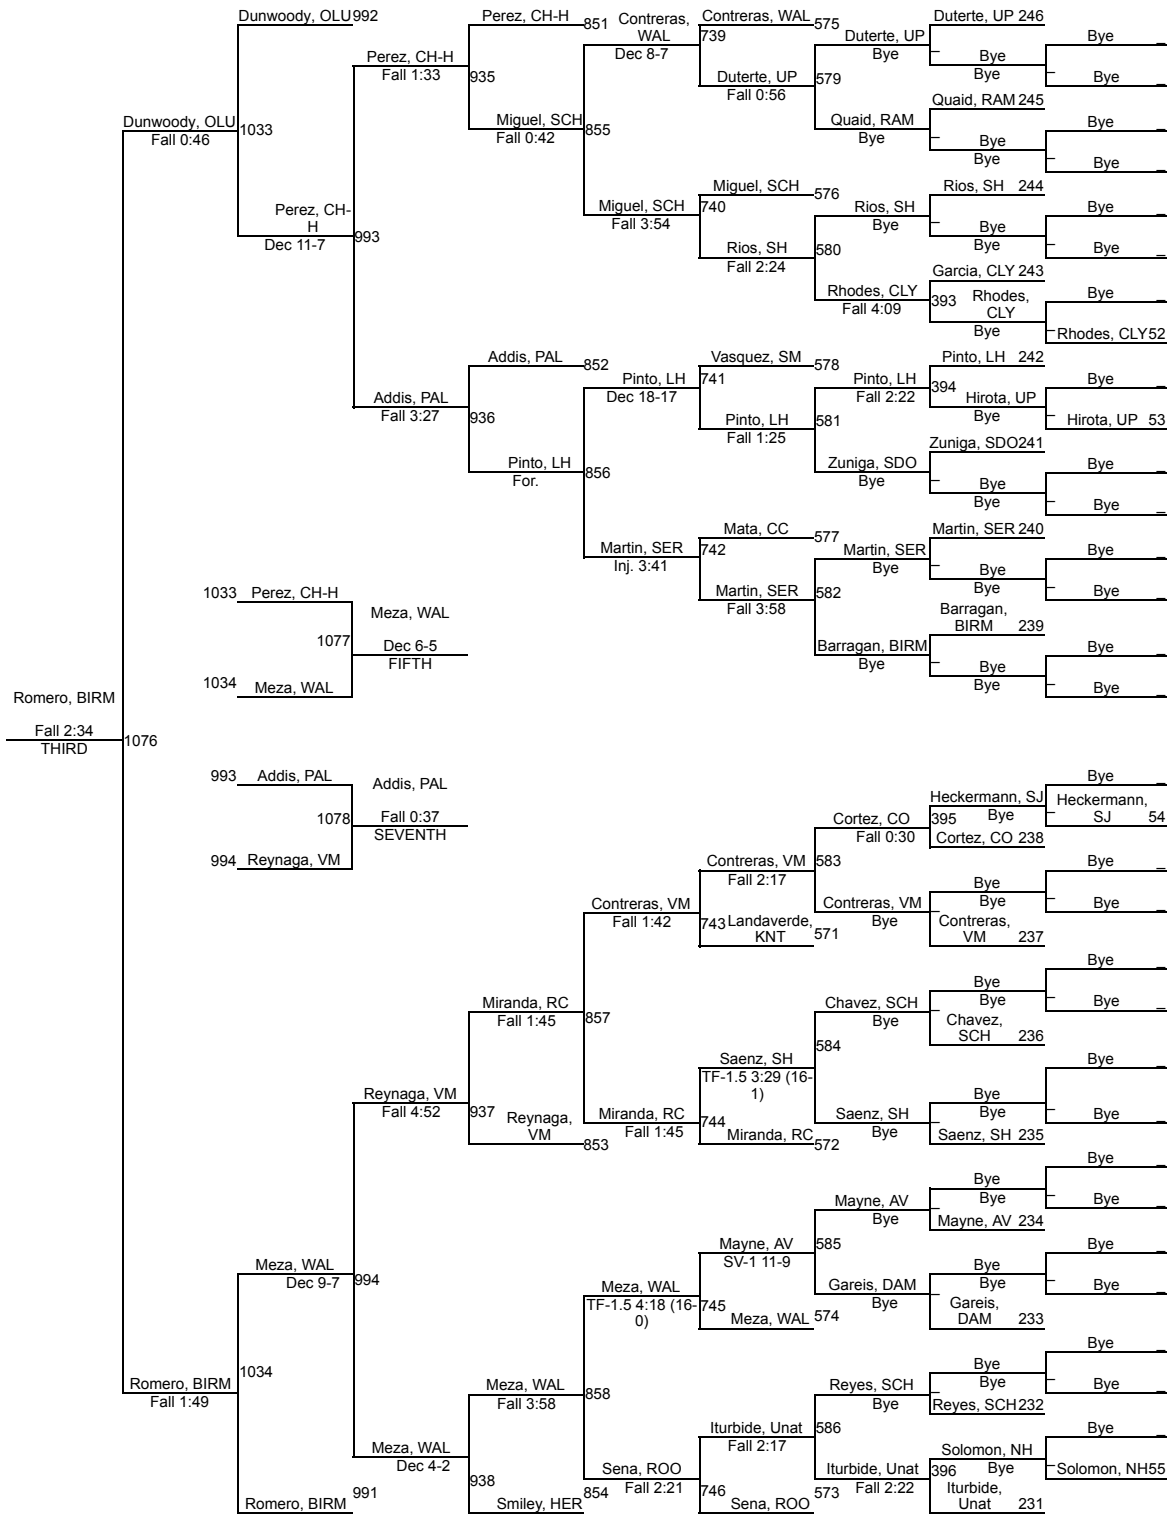 Dunwoody, OLU 992
Perez, CH-H 851
Contreras, WAL
Dec 8-7
Contreras, WAL 575
739
Duterte, UP 246
Duterte, UP
Bye
Bye _
_ Bye
Bye
_ Bye _
Perez, CH-H
Fall 1:33
935
Duterte, UP
Fall 0:56
579
Quaid, RAM 245
Dunwoody, OLU
Fall 0:46
1033
Miguel, SCH
Fall 0:42
855
Quaid, RAM
Bye
Bye _
_ Bye
Bye
_ Bye _
Miguel, SCH 576
Rios, SH 244
Perez, CH-
H
Dec 11-7
993
Miguel, SCH
Fall 3:54
740
Rios, SH
Bye
Bye _
_ Bye
Bye
_ Bye _
Rios, SH
Fall 2:24
580
Garcia, CLY 243
Rhodes, CLY
Fall 4:09
393
Rhodes,
CLY
Bye
Bye _
_ Rhodes, CLY 52
Addis, PAL 852
Vasquez, SM 578
Pinto, LH 242
Addis, PAL
Fall 3:27
936
Pinto, LH
Dec 18-17
741
Pinto, LH
Fall 2:22
394
Hirota, UP
Bye
Bye _
_ Hirota, UP 53
Pinto, LH
Fall 1:25
581
Zuniga, SDO 241
Pinto, LH
For.
856
Zuniga, SDO
Bye
Bye _
_ Bye
Bye
_ Bye _
Mata, CC 577
Martin, SER 240
Martin, SER
Inj. 3:41
742
Martin, SER
Bye
Bye _
_ Bye
Bye
_ Bye _
Martin, SER
Fall 3:58
582
Barragan,
BIRM 239
Barragan, BIRM
Bye
Bye _
_ Bye
Bye
_ Bye _
1033 Perez, CH-H
1077
Meza, WAL
Dec 6-5
FIFTH
1034 Meza, WAL
Romero, BIRM
Fall 2:34
THIRD
1076
993 Addis, PAL
1078
Addis, PAL
Fall 0:37
SEVENTH
994 Reynaga, VM
Bye _
Heckermann, SJ
Bye
_ Heckermann,
SJ 54
Cortez, CO
Fall 0:30
395
Cortez, CO 238
Contreras, VM
Fall 2:17
583
Bye _
Bye
Bye
_ Bye _
Contreras, VM
Fall 1:42
743
Landaverde,
KNT 571
Contreras, VM
Bye
_ Contreras,
VM 237
Bye _
Miranda, RC
Fall 1:45
857
Chavez, SCH
Bye
Bye
Bye
_ Bye _
_ Chavez,
SCH 236
Saenz, SH
TF-1.5 3:29 (16-
1)
584
Bye _
Reynaga, VM
Fall 4:52
937
Reynaga,
VM 853
Miranda, RC
Fall 1:45
744
Miranda, RC 572
Saenz, SH
Bye
Bye
Bye
_ Bye _
_ Saenz, SH 235
Bye _
Mayne, AV
Bye
Bye
Bye
_ Bye _
_ Mayne, AV 234
Meza, WAL
Dec 9-7
994
Mayne, AV
SV-1 11-9
585
Bye _
Meza, WAL
TF-1.5 4:18 (16-
0)
745
Meza, WAL 574
Gareis, DAM
Bye
Bye
Bye
_ Bye _
_ Gareis,
DAM 233
Romero, BIRM
Fall 1:49
1034
Meza, WAL
Fall 3:58
858
Bye _
Reyes, SCH
Bye
Bye
Bye
_ Bye _
_ Reyes, SCH 232
Meza, WAL
Dec 4-2
938
Iturbide, Unat
Fall 2:17
586
Bye _
Sena, ROO
Fall 2:21
746
Iturbide, Unat
Fall 2:22
396
Solomon, NH
Bye
_ Solomon, NH 55
Romero, BIRM 991
Smiley, HER 854
Sena, ROO 573
Iturbide,
Unat 231